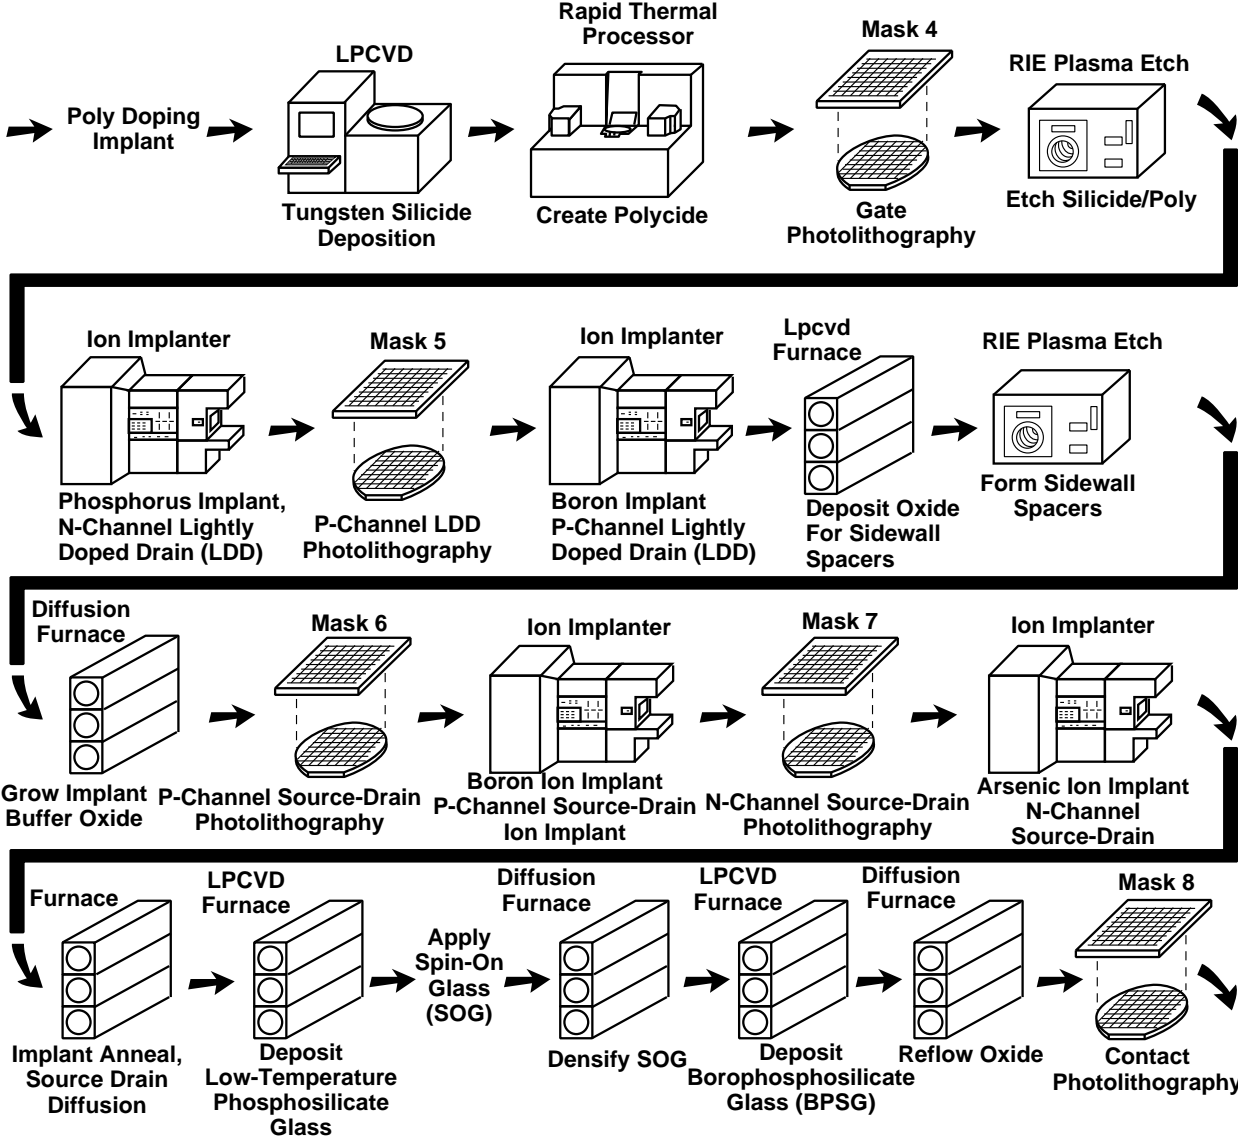 Poly Doping
Implant
LPCVD
Tungsten Silicide
Deposition
Rapid Thermal
Processor
Create Polycide
Mask 4
Gate
Photolithography
RIE Plasma Etch
Etch Silicide/Poly
Ion Implanter
Phosphorus Implant,
N-Channel Lightly
Doped Drain (LDD)
Mask 5
P-Channel LDD
Photolithography
Ion Implanter
Boron Implant
P-Channel Lightly
Doped Drain (LDD)
Lpcvd
Furnace
Deposit Oxide
For Sidewall
Spacers
RIE Plasma Etch
Form Sidewall
Spacers
Diffusion
Furnace
Grow Implant
Buffer Oxide
Mask 6
P-Channel Source-Drain
Photolithography
Ion Implanter
Boron Ion Implant
P-Channel Source-Drain
Ion Implant
Mask 7
N-Channel Source-Drain
Photolithography
Ion Implanter
Arsenic Ion Implant
N-Channel
Source-Drain
Furnace
Implant Anneal,
Source Drain
Diffusion
LPCVD
Furnace
Deposit
Low-Temperature
Phosphosilicate
Glass
Apply
Spin-On
Glass
(SOG)
Diffusion
Furnace
Densify SOG
LPCVD
Furnace
Deposit
Borophosphosilicate
Glass (BPSG)
Diffusion
Furnace
Reflow Oxide
Mask 8
Contact
Photolithography